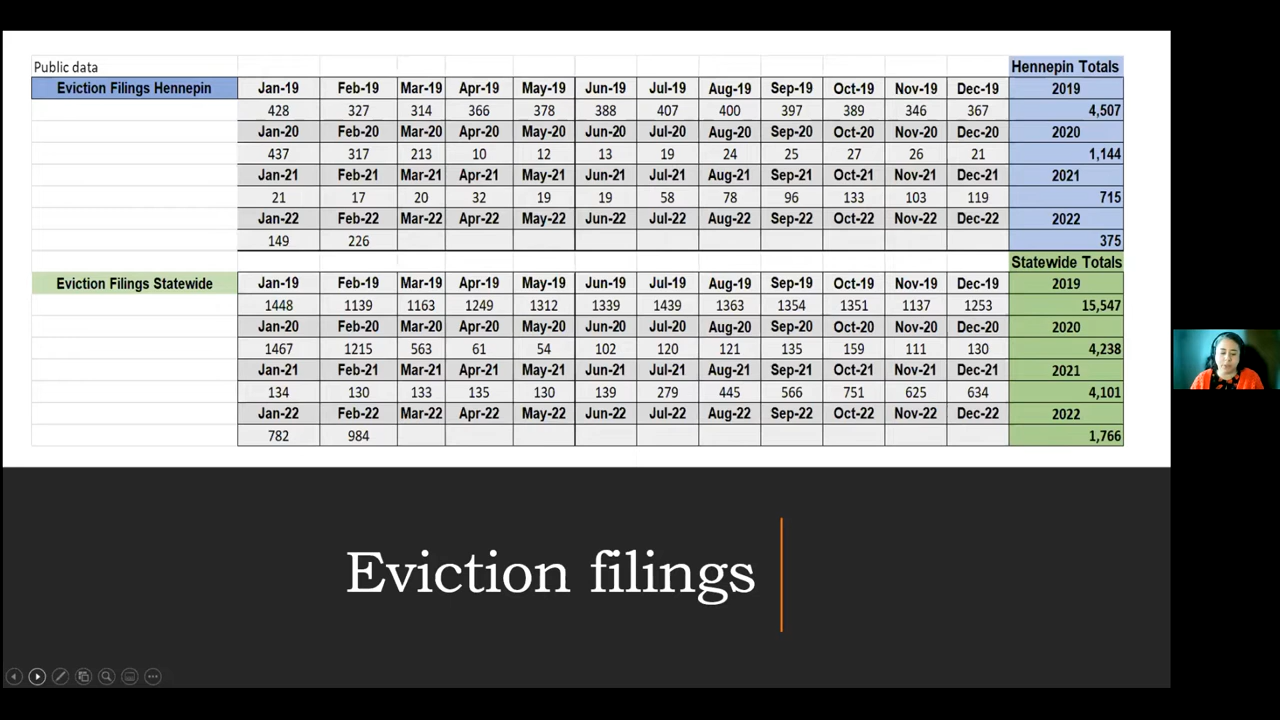 Public data Hennepin Totals
Eviction Filings Hennepin Jan-19 Feb-19 Mar-19 Apr-19 May-19 Jun-19 Jul-19 Aug-19 Sep-19 Oct-19 Nov-19 Dec-19 2019
428 327 314 366 378 388 407 400 397 389 346 367 4,507
Jan-20 Feb-20 Mar-20 Apr-20 May-20 Jun-20 Jul-20 Aug-20 Sep-20 Oct-20 Nov-20 Dec-20 2020
437 317 213 10 12 13 19 24 25 27 26 21 1,144
Jan-21 Feb-21 Mar-21 Apr-21 May-21 Jun-21 Jul-21 Aug-21 Sep-21 Oct-21 Nov-21 Dec-21 2021
21 17 20 32 19 19 58 78 96 133 103 119 715
Jan-22 Feb-22 Mar-22 Apr-22 May-22 Jun-22 Jul-22 Aug-22 Sep-22 Oct-22 Nov-22 Dec-22 2022
149 226 375
Statewide Totals
Eviction Filings Statewide Jan-19 Feb-19 Mar-19 Apr-19 May-19 Jun-19 Jul-19 Aug-19 Sep-19 Oct-19 Nov-19 Dec-19 2019
1448 1139 1163 1249 1312 1339 1439 1363 1354 1351 1137 1253 15,547
Jan-20 Feb-20 Mar-20 Apr-20 May-20 Jun-20 Jul-20 Aug-20 Sep-20 Oct-20 Nov-20 Dec-20 2020
1467 1215 563 61 54 102 120 121 135 159 111 130 4,238
Jan-21 Feb-21 Mar-21 Apr-21 May-21 Jun-21 Jul-21 Aug-21 Sep-21 Oct-21 Nov-21 Dec-21 2021
134 130 133 135 130 139 279 445 566 751 625 634 4,101
Jan-22 Feb-22 Mar-22 Apr-22 May-22 Jun-22 Jul-22 Aug-22 Sep-22 Oct-22 Nov-22 Dec-22 2022
782 984 1,766
Eviction filings